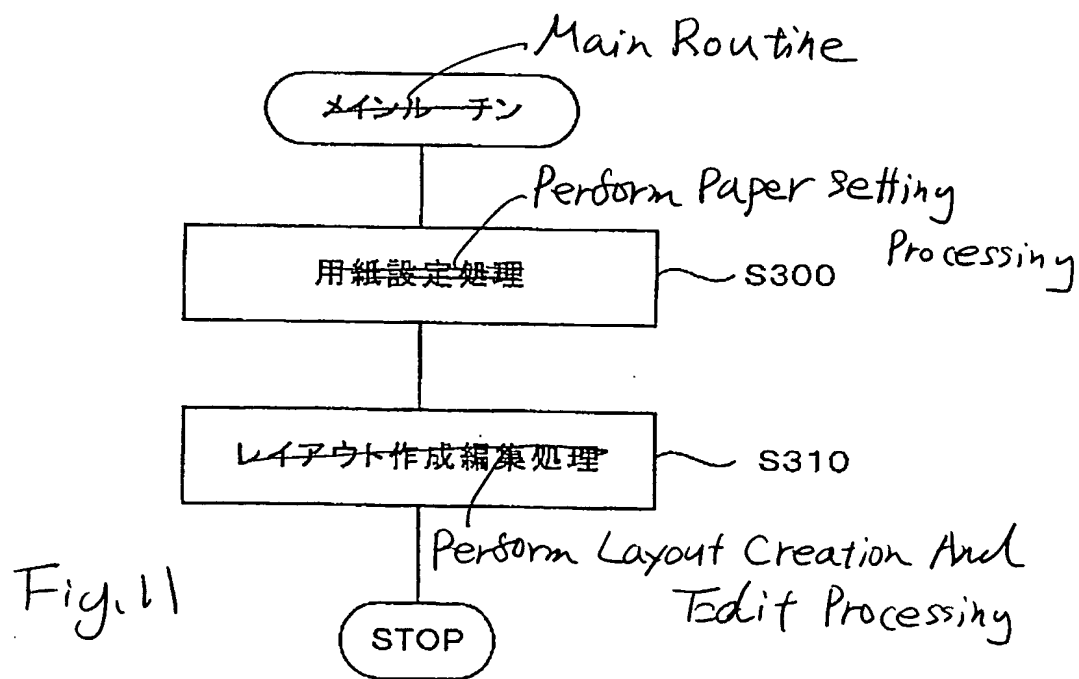 Main Routine
メインルーチン
Perform Paper Setting
Processing
用紙設定処理
S300
レイアウト作成編集処理
S310
Perform Layout Creation And
Edit Processing
Fig.11
STOP